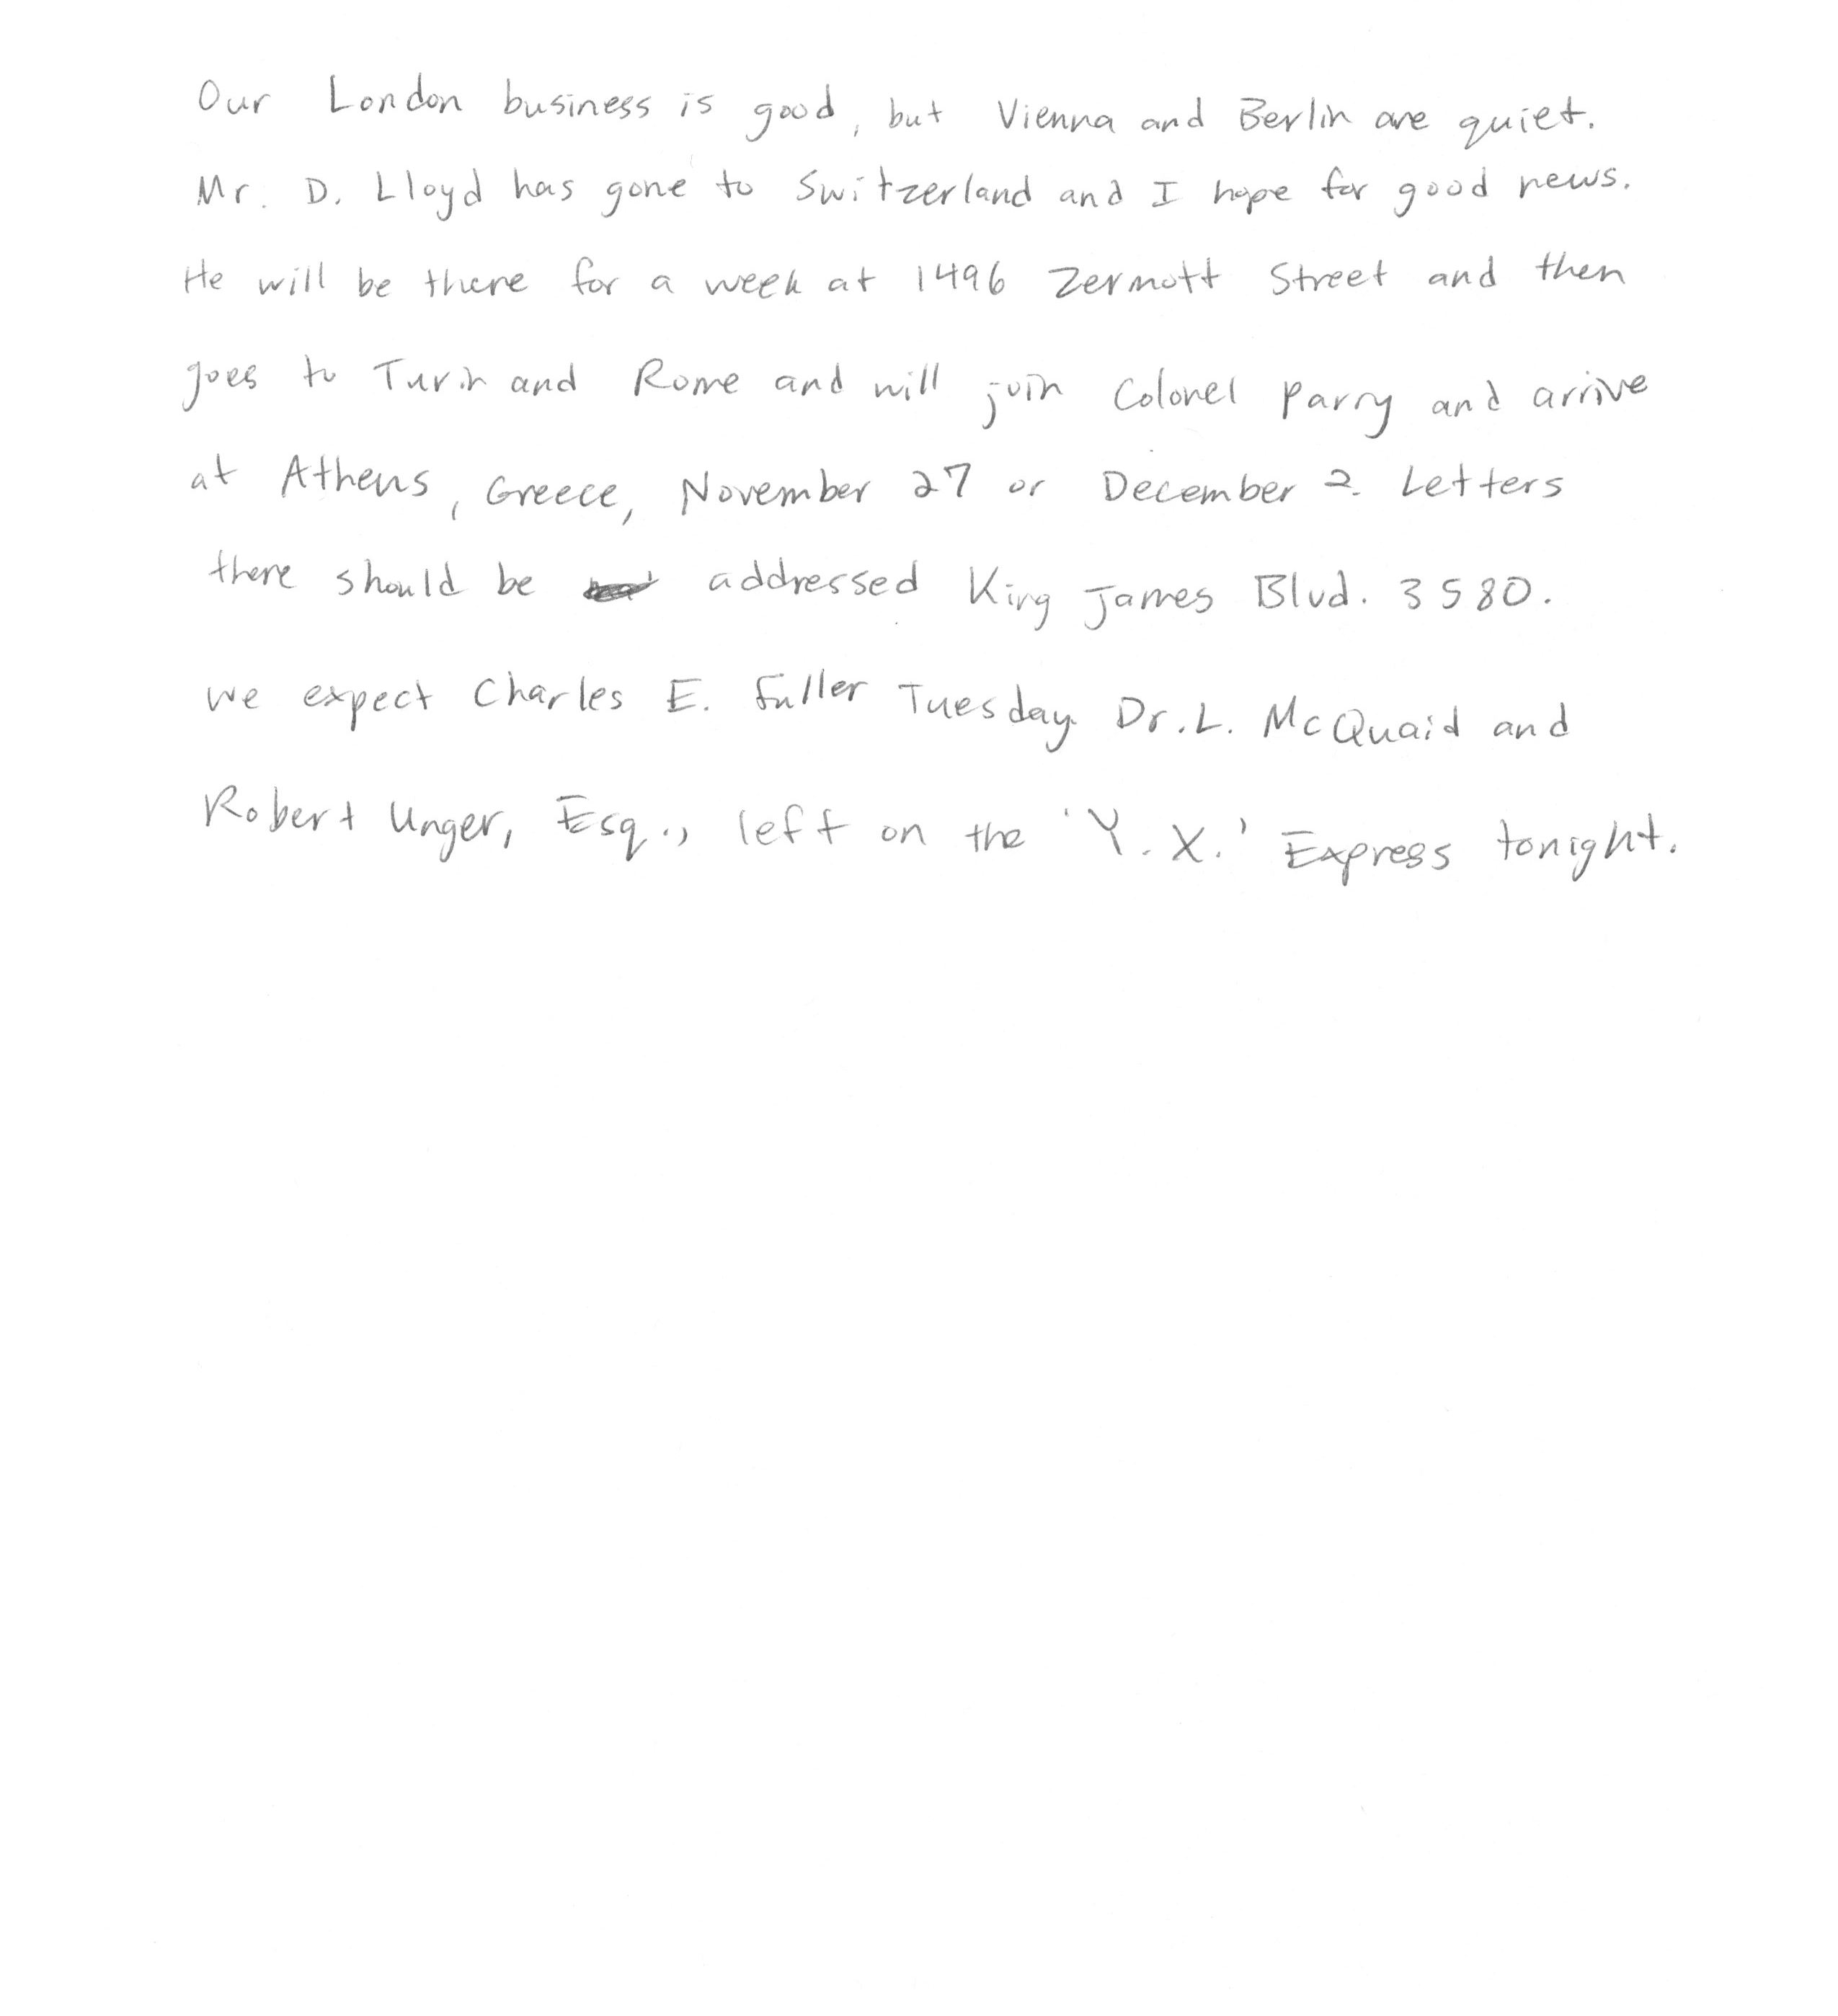 Our London business is good, but Vienna and Berlin are quiet.
Mr. D. Lloyd has gone to Switzerland and I hope for good news.
He will be there for a week at 1496 Zermott Street and then
goes to Turin and Rome and will join Colonel Parry and arrive
at Athens, Greece, November 27 or December 2. Letters
there should be addressed King James Blvd. 3580.
We expect Charles E. Fuller Tuesday. Dr. L. McQuaid and
Robert Unger, Esq., left on the 'Y. X.' Express tonight.